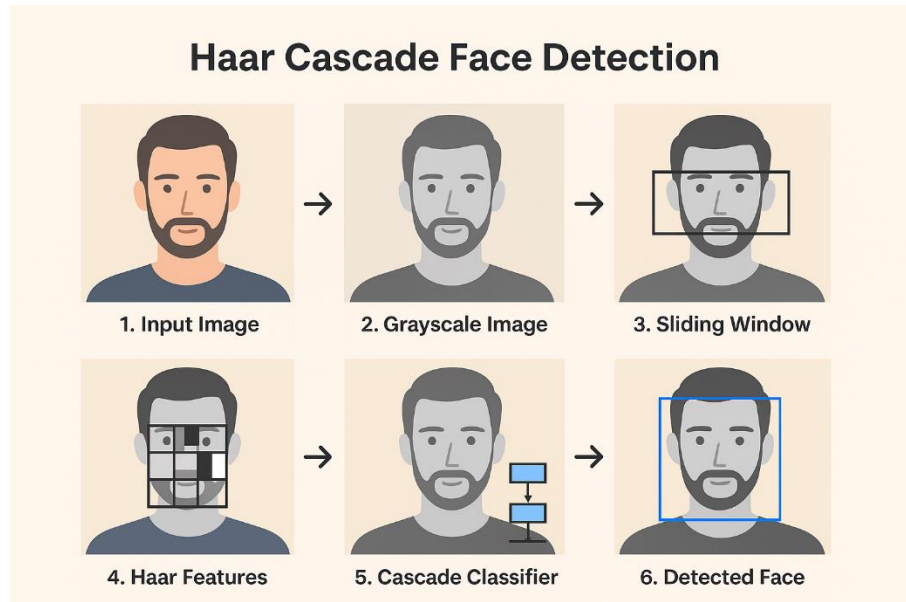 Haar Cascade Face Detection
1. Input Image
2. Grayscale Image
3. Sliding Window
4. Haar Features
5. Cascade Classifier
6. Detected Face